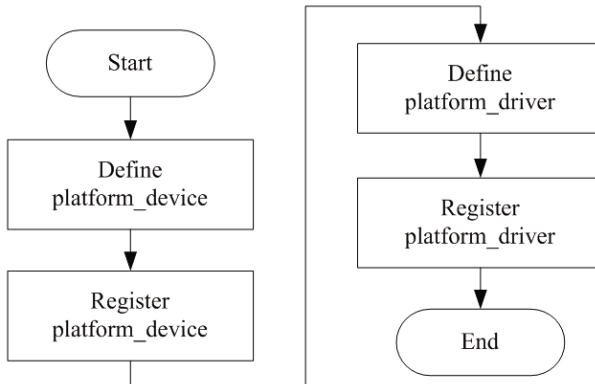 Start
Define
platform_device
Register
platform_device
Define
platform_driver
Register
platform_driver
End